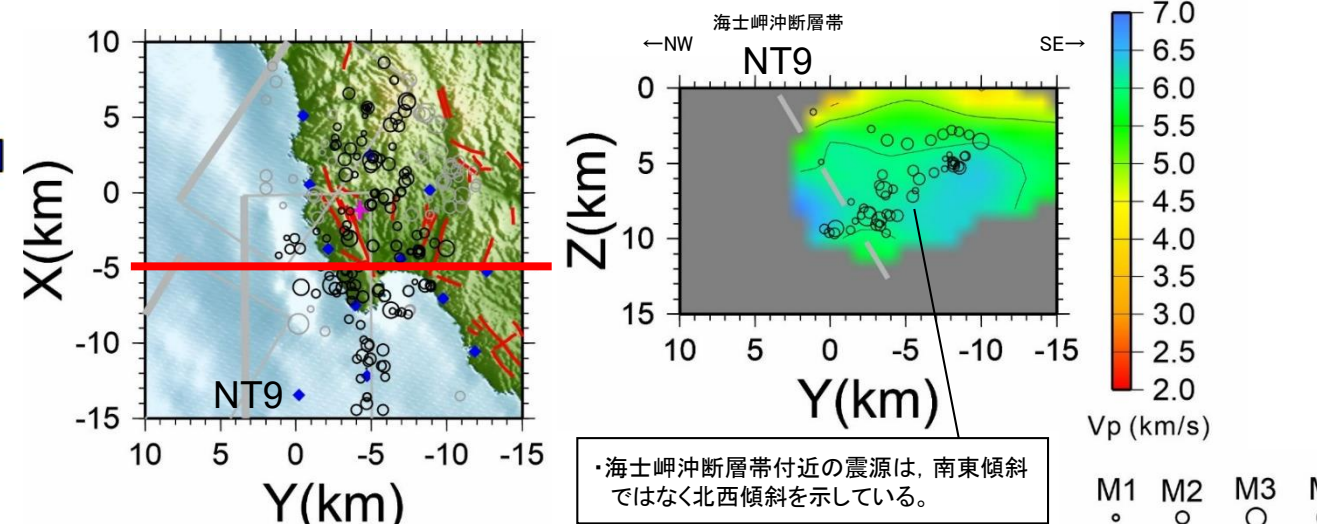 海士岬沖断層帯
←NW
SE→
NT9
10
5
0
-5
-10
-15
X(km)
NT9
10 5 0 -5 -10 -15
Y(km)
0
5
10
15
Z(km)
10 5 0 -5 -10 -15
Y(km)
7.0
6.5
6.0
5.5
5.0
4.5
4.0
3.5
3.0
2.5
2.0
Vp (km/s)
・海士岬沖断層帯付近の震源は，南東傾斜
ではなく北西傾斜を示している。
M1 M2 M3